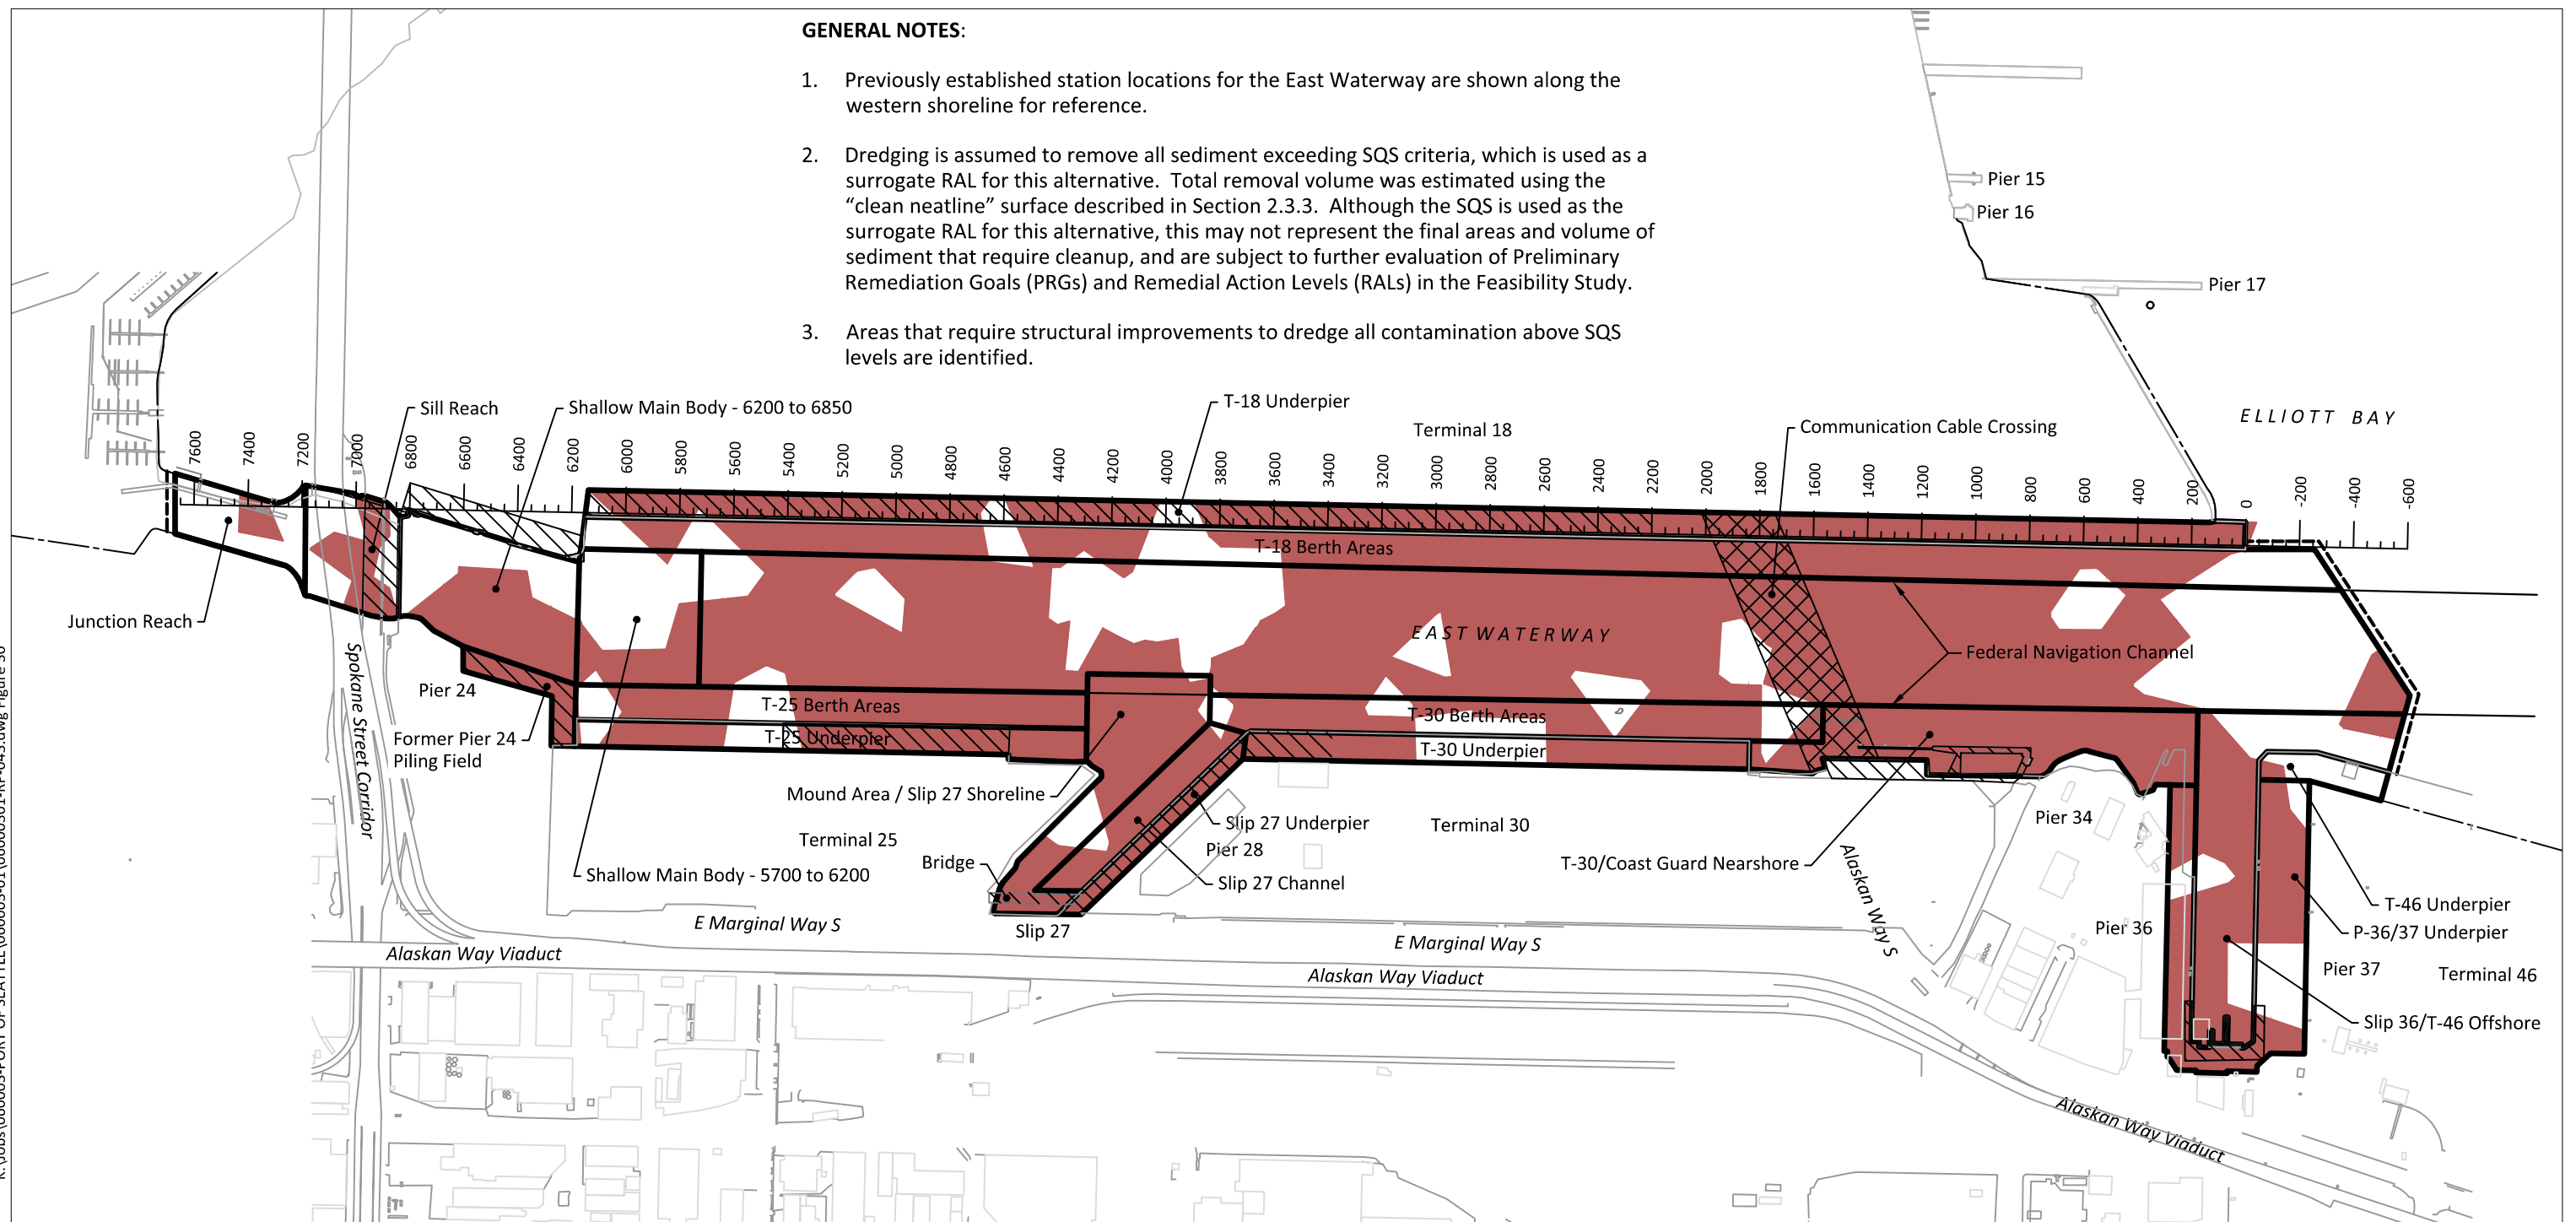 GENERAL NOTES:
1. Previously established station locations for the East Waterway are shown along the
western shoreline for reference.
2. Dredging is assumed to remove all sediment exceeding SQS criteria, which is used as a
surrogate RAL for this alternative. Total removal volume was estimated using the
“clean neatline” surface described in Section 2.3.3. Although the SQS is used as the
surrogate RAL for this alternative, this may not represent the final areas and volume of
sediment that require cleanup, and are subject to further evaluation of Preliminary
Remediation Goals (PRGs) and Remedial Action Levels (RALs) in the Feasibility Study.
3. Areas that require structural improvements to dredge all contamination above SQS
levels are identified.
Pier 15
Pier 16
Pier 17
ELLIOTT BAY
Sill Reach
Shallow Main Body - 6200 to 6850
T-18 Underpier
Terminal 18
Communication Cable Crossing
7600
7400
7200
7000
6800
6600
6400
6200
6000
5800
5600
5400
5200
5000
4800
4600
4400
4200
4000
3800
3600
3400
3200
3000
2800
2600
2400
2200
2000
1800
1600
1400
1200
1000
800
600
400
200
0
-200
-400
-600
T-18 Berth Areas
Junction Reach
EAST WATERWAY
Federal Navigation Channel
Spokane Street Corridor
Pier 24
T-25 Berth Areas
T-30 Berth Areas
Former Pier 24
Piling Field
T-25 Underpier
T-30 Underpier
Mound Area / Slip 27 Shoreline
Slip 27 Underpier
Terminal 30
Pier 34
Terminal 25
Pier 28
Bridge
T-30/Coast Guard Nearshore
Alaskan Way S
Shallow Main Body - 5700 to 6200
Slip 27 Channel
T-46 Underpier
E Marginal Way S
Slip 27
E Marginal Way S
Pier 36
P-36/37 Underpier
Alaskan Way Viaduct
Alaskan Way Viaduct
Pier 37
Terminal 46
Slip 36/T-46 Offshore
Alaskan Way Viaduct